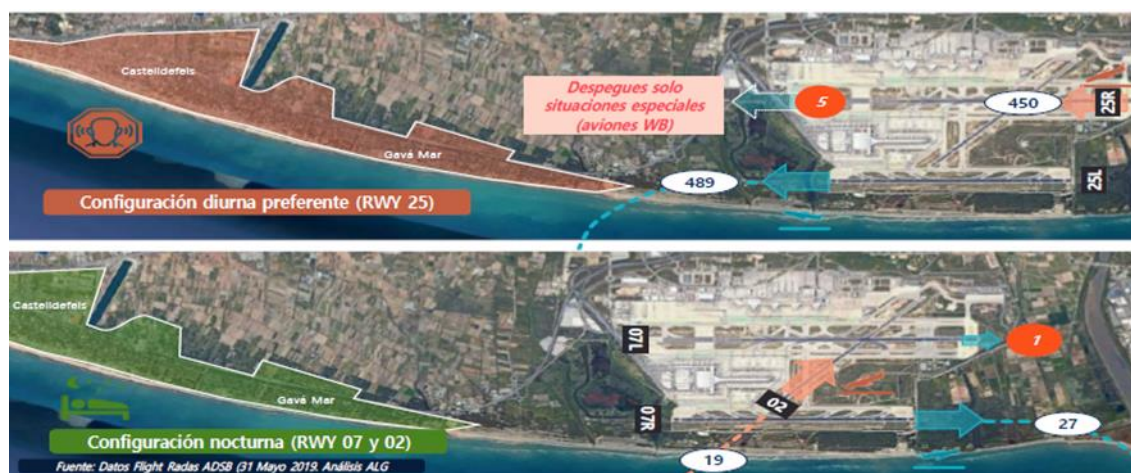 Castelldefels
Despegues solo
situaciones especiales
(aviones WB)
5
450
25R
Gavá Mar
489
25L
Configuración diurna preferente (RWY 25)
Castelldefels
07L
1
02
Gavá Mar
07R
27
Configuración nocturna (RWY 07 y 02)
19
Fuente: Datos Flight Radas ADSB (31 Mayo 2019. Análisis ALG